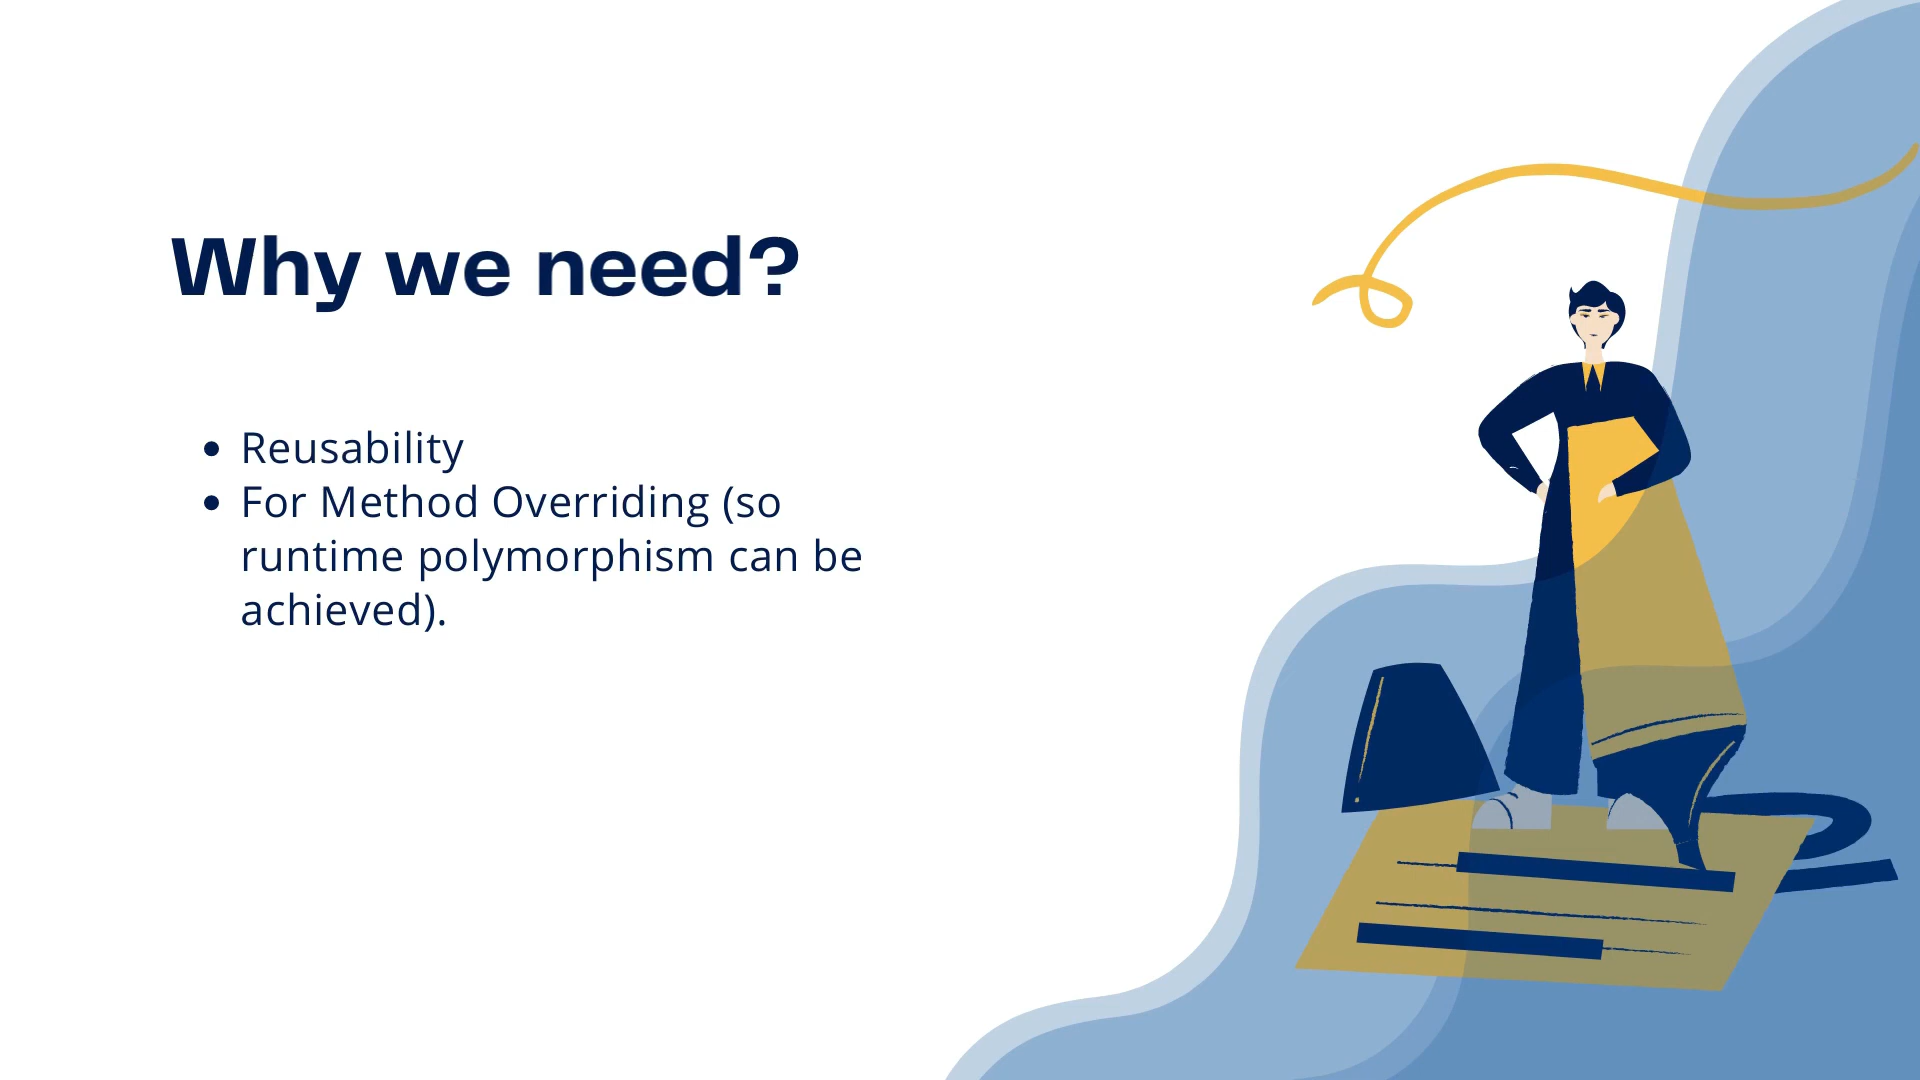 Why we need?
• Reusability
• For Method Overriding (so
runtime polymorphism can be
achieved).